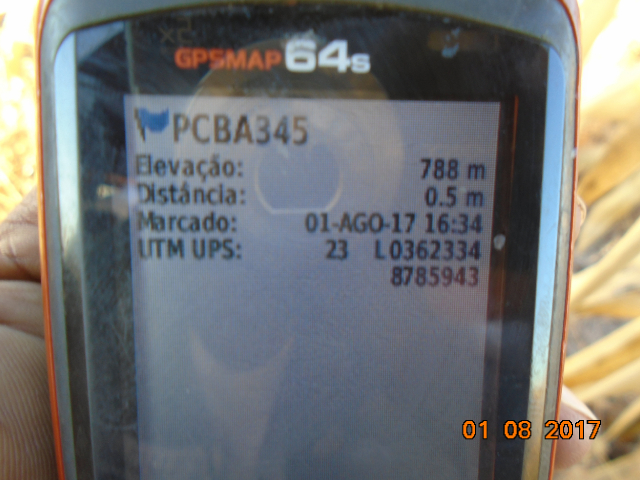 GPSMAP 64s
PCBA345
Elevação: 788 m
Distância: 0.5 m
Marcado: 01-AGO-17 16:34
UTM UPS: 23 L0362334
8785943
01 08 2017